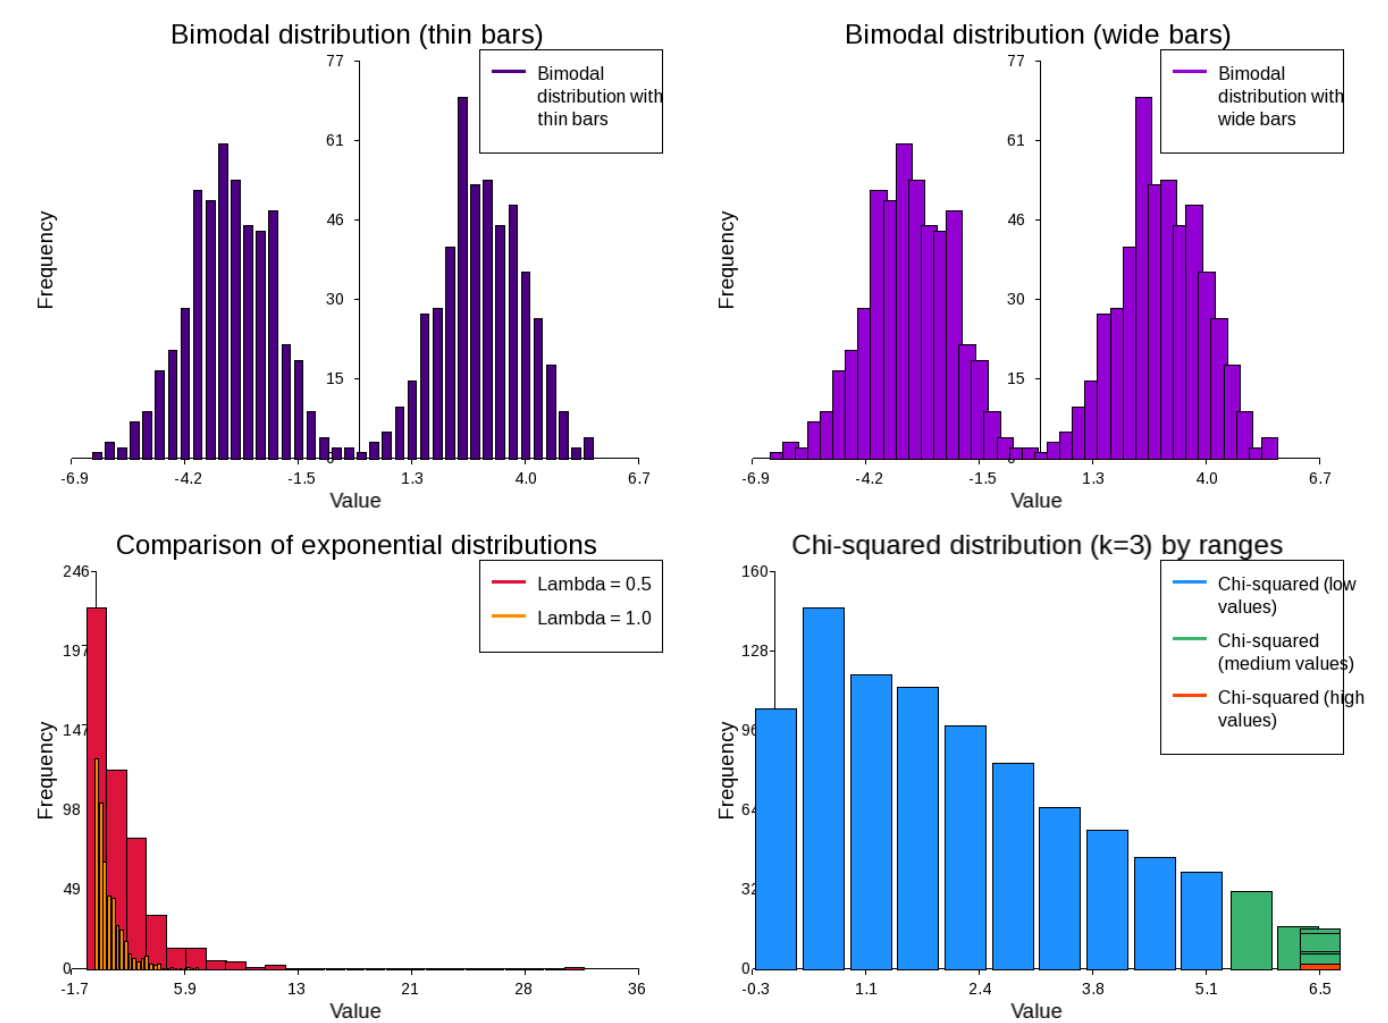 Bimodal distribution (thin bars)
77
61
46
30
15
0
-6.9
-4.2
-1.5
1.3
4.0
6.7
Frequency
Value
Bimodal
distribution with
thin bars
Bimodal distribution (wide bars)
77
61
46
30
15
0
-6.9
-4.2
-1.5
1.3
4.0
6.7
Frequency
Value
Bimodal
distribution with
wide bars
Comparison of exponential distributions
246
197
147
98
49
0
-1.7
5.9
13
21
28
36
Frequency
Value
Lambda = 0.5
Lambda = 1.0
Chi-squared distribution (k=3) by ranges
160
128
96
64
32
0
-0.3
1.1
2.4
3.8
5.1
6.5
Frequency
Value
Chi-squared (low
values)
Chi-squared
(medium values)
Chi-squared (high
values)